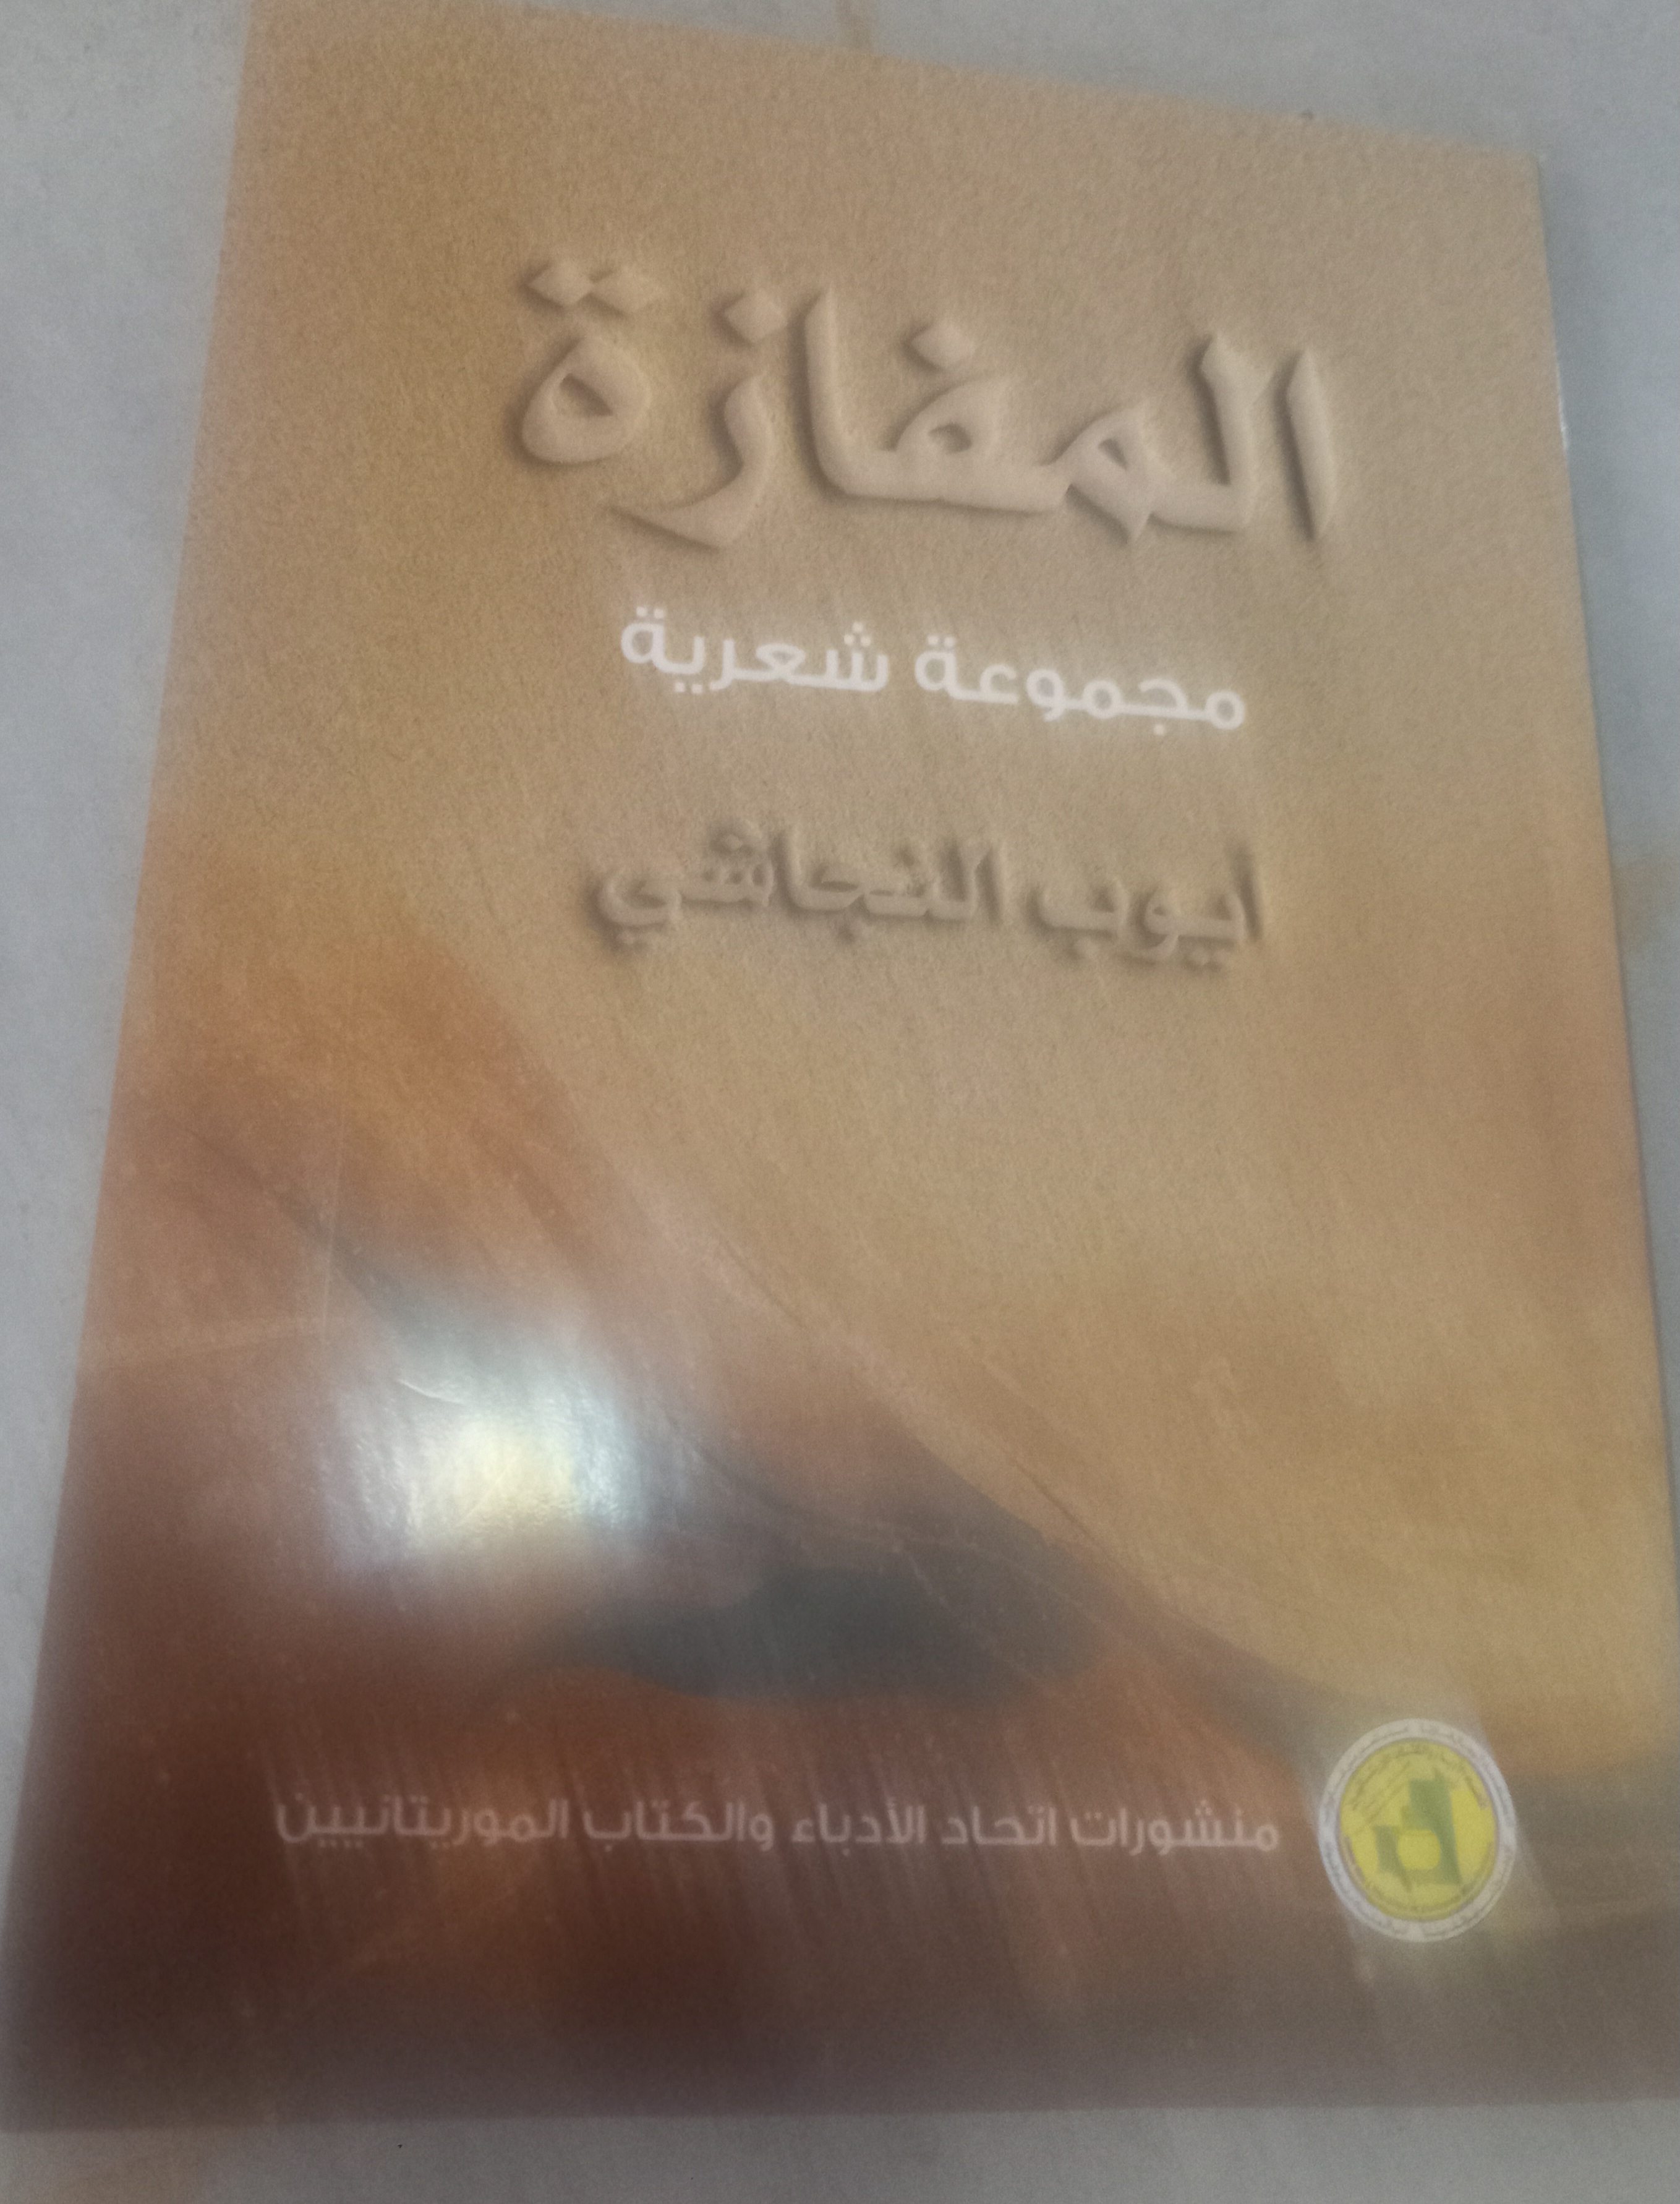 المفازة
مجموعة شعرية
أيوب النجاشي
منشورات اتحاد الأدباء والكتاب الموريتانيين